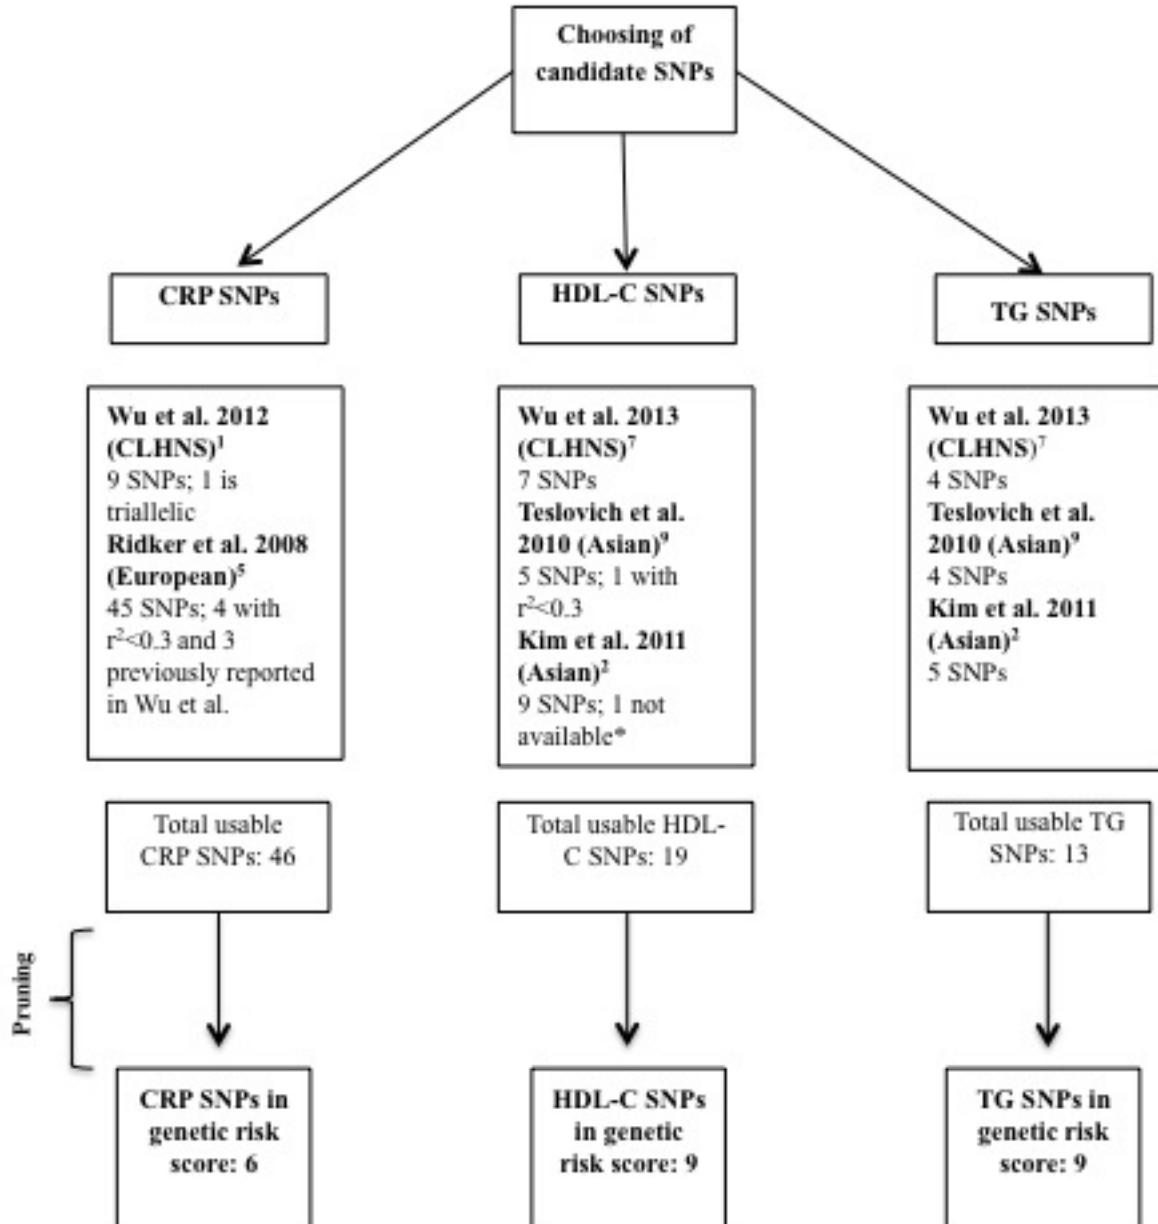 Choosing of
candidate SNPs
CRP SNPs
HDL-C SNPs
TG SNPs
Wu et al. 2012
(CLHNS)¹
9 SNPs; 1 is
triallelic
Ridker et al. 2008
(European)⁵
45 SNPs; 4 with
r²<0.3 and 3
previously reported
in Wu et al.
Wu et al. 2013
(CLHNS)⁷
7 SNPs
Teslovich et al.
2010 (Asian)⁹
5 SNPs; 1 with
r²<0.3
Kim et al. 2011
(Asian)²
9 SNPs; 1 not
available*
Wu et al. 2013
(CLHNS)⁷
4 SNPs
Teslovich et al.
2010 (Asian)⁹
4 SNPs
Kim et al. 2011
(Asian)²
5 SNPs
Total usable
CRP SNPs: 46
Total usable HDL-
C SNPs: 19
Total usable TG
SNPs: 13
Pruning
CRP SNPs in
genetic risk
score: 6
HDL-C SNPs
in genetic
risk score: 9
TG SNPs in
genetic risk
score: 9